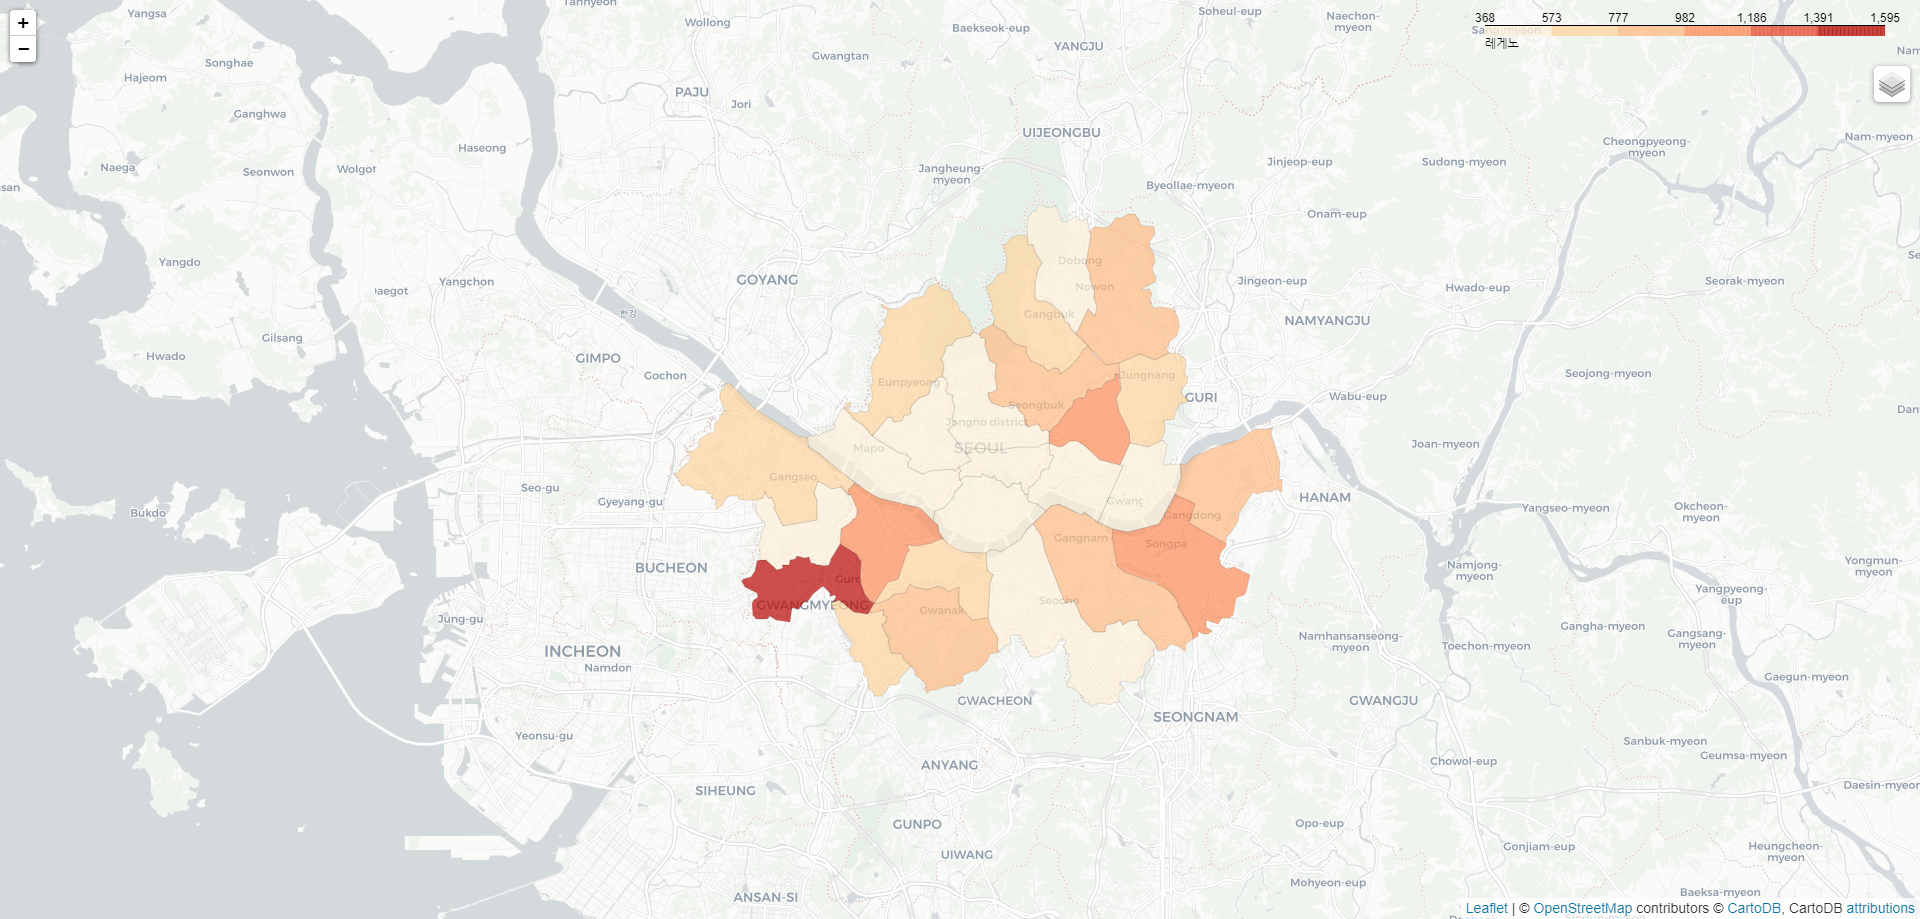 +
−
368 573 777 982 1,186 1,391 1,595
레게노
Yangsa
Tannyeon
Wollong
Baekseok-eup
Soheul-eup
Naechon-
myeon
YANGJU
Gwangtan
Songhae
Hajeom
PAJU
Jori
Ganghwa
UIJEONGBU
Haseong
Cheongpyeong-
myeon
Nam-myeon
Naega
Seonwon
Wolgot
Jangheung-
myeon
Jinjeop-eup
Sudong-myeon
Byeollae-myeon
Onam-eup
Yangdo
Yangchon
GOYANG
Dobong
Nowon
Jingeon-eup
Hwado-eup
Seorak-myeon
한강
Gangbuk
NAMYANGJU
Gilsang
Hwado
GIMPO
Gochon
Eunpyeong
Jungnang
Seojong-myeon
GURI
Wabu-eup
Seongbuk
Jongno district
SEOUL
Mapo
Joan-myeon
Gangseo
Seo-gu
Gyeyang-gu
Gwang
HANAM
Bukdo
Gangdong
Yangseo-myeon
Okcheon-
myeon
Gangnam
Songpa
BUCHEON
Guro
Namjong-
myeon
Yongmun-
myeon
Yangpyeong-
eup
GWANGMYEONG
Seocho
Gwanak
Jung-gu
Gangha-myeon
Gangsang-
myeon
Namhansanseong-
myeon
Toechon-myeon
INCHEON
Namdon
Gaegun-myeon
GWACHEON
GWANGJU
SEONGNAM
Yeonsu-gu
Sanbuk-myeon
Geumsa-myeon
Chowol-eup
ANYANG
SIHEUNG
Daesin-myeon
GUNPO
Opo-eup
UIWANG
Gonjiam-eup
Heungcheon-
myeon
Mohyeon-eup
ANSAN-SI
Baeksa-myeon
Leaflet | © OpenStreetMap contributors © CartoDB, CartoDB attributions